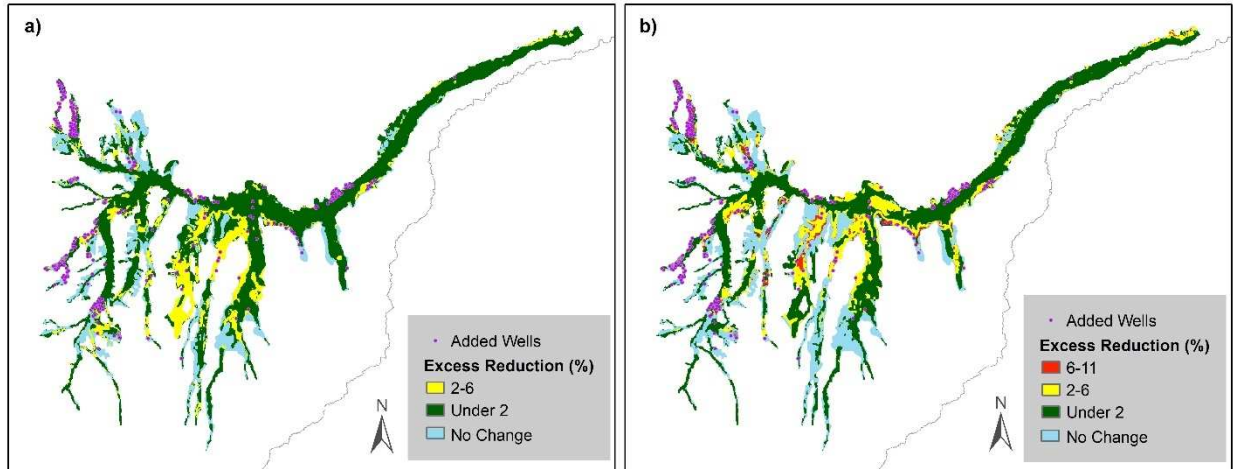 a)
N
Added Wells
Excess Reduction (%)
2-6
Under 2
No Change
b)
N
Added Wells
Excess Reduction (%)
6-11
2-6
Under 2
No Change